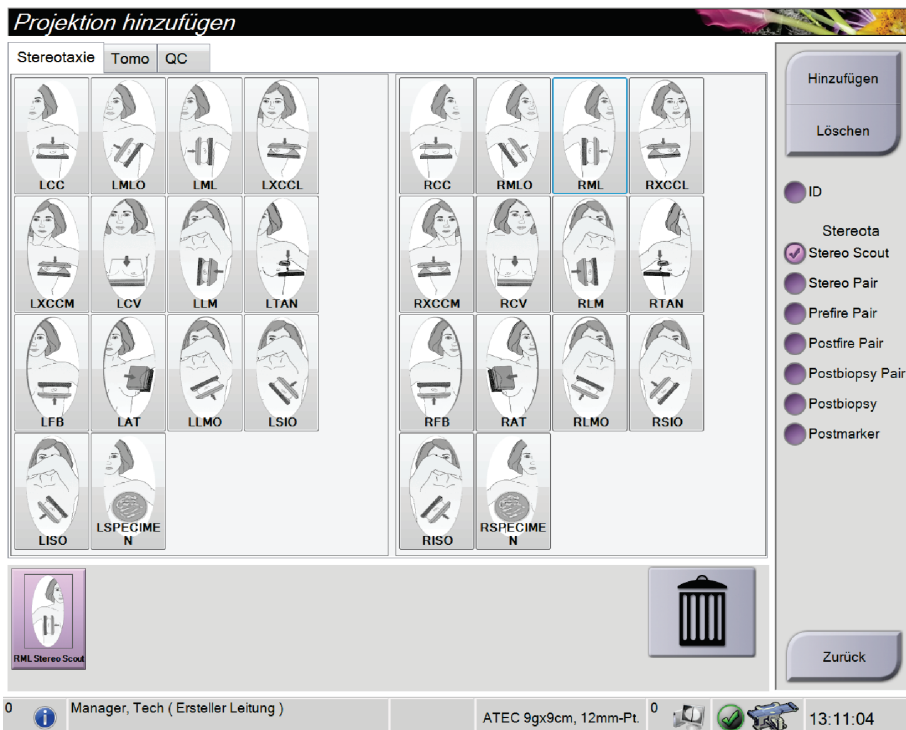 Projektion hinzufügen
Stereotaxie Tomo QC
LCC LMLO LML LXCCL RCC RMLO RML RXCCL
LXCCM LCV LLM LTAN RXCCM RCV RLM RTAN
LFB LAT LLMO LSIO RFB RAT RLMO RSIO
LISO LSPECIME
N RISO RSPECIME
N
Hinzufügen
Löschen
ID
Stereota
Stereo Scout
Stereo Pair
Prefire Pair
Postfire Pair
Postbiopsy Pair
Postbiopsy
Postmarker
RML Stereo Scout
Zurück
0 Manager, Tech ( Ersteller Leitung ) ATEC 9gx9cm, 12mm-Pt. 0 13:11:04